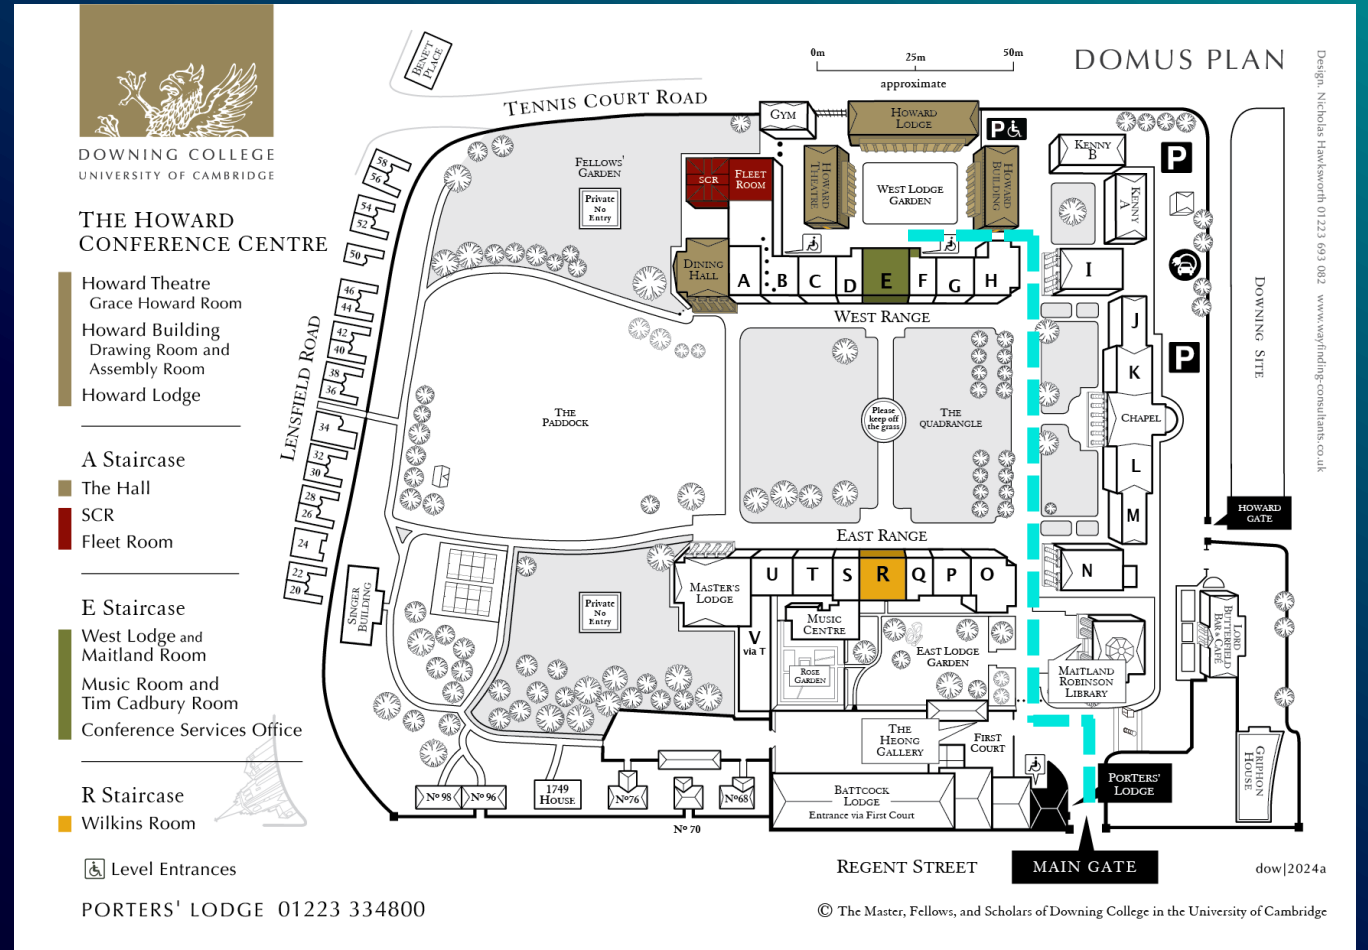 DOWNING COLLEGE
UNIVERSITY OF CAMBRIDGE
THE HOWARD
CONFERENCE CENTRE
Howard Theatre
Grace Howard Room
Howard Building
Drawing Room and
Assembly Room
Howard Lodge
A Staircase
The Hall
SCR
Fleet Room
E Staircase
West Lodge and
Maitland Room
Music Room and
Tim Cadbury Room
Conference Services Office
R Staircase
Wilkins Room
Level Entrances
PORTERS' LODGE 01223 334800
DOMUS PLAN
0m
25m
50m
approximate
Design. Nicholas Hawksworth 01223 693 082 www.wayfinding-consultants.co.uk
BENE'T
PLACE
TENNIS COURT ROAD
GYM
HOWARD
LODGE
P
KENNY
B
P
KENNY
A
FELLOWS'
GARDEN
Private
No
Entry
SCR
FLEET
ROOM
HOWARD
THEATRE
WEST LODGE
GARDEN
HOWARD
BUILDING
DINING
HALL
A
B
C
D
E
F
G
H
I
WEST RANGE
J
K
P
CHAPEL
L
M
N
DOWNING SITE
HOWARD
GATE
58
56
54
52
50
46
44
42
40
38
36
34
32
30
28
26
24
22
20
LENSFIELD ROAD
THE
PADDOCK
Please
keep off
the grass
THE
QUADRANGLE
EAST RANGE
MASTER'S
LODGE
U
T
S
R
Q
P
O
V
via T
MUSIC
CENTRE
ROSE
GARDEN
EAST LODGE
GARDEN
SINGER
BUILDING
Private
No
Entry
MAITLAND
ROBINSON
LIBRARY
LORD
BUTTERFIELD
BAR & CAFÉ
THE
HEONG
GALLERY
FIRST
COURT
GRIPHON
HOUSE
PORTERS'
LODGE
Nº 98
Nº 96
1749
HOUSE
Nº76
Nº68
Nº 70
BATTCOCK
LODGE
Entrance via First Court
REGENT STREET
MAIN GATE
dow|2024a
© The Master, Fellows, and Scholars of Downing College in the University of Cambridge